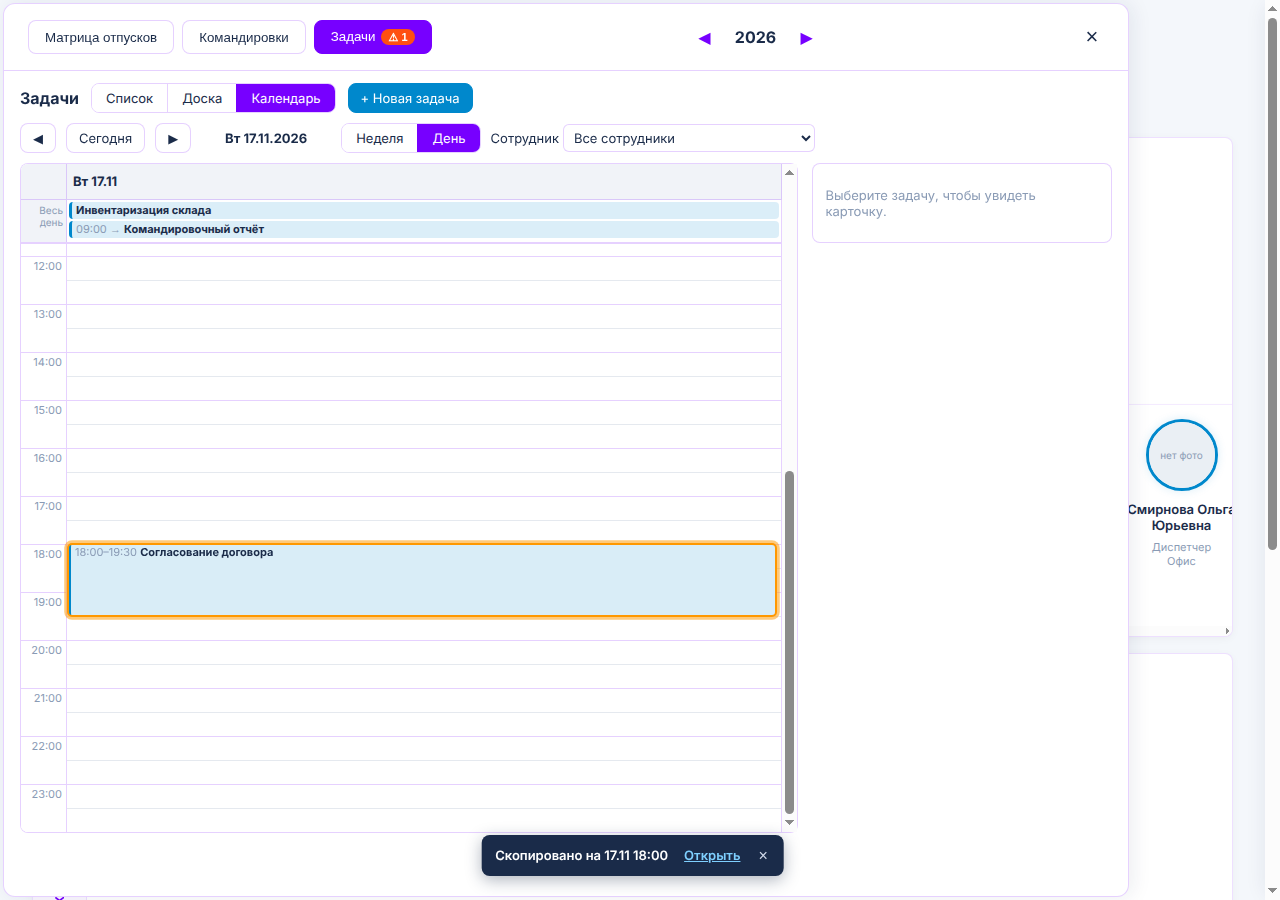 Матрица отпусков
Командировки
Задачи ⚠ 1
◀ 2026 ▶
×
Задачи
Список
Доска
Календарь
+ Новая задача
◀
Сегодня
▶
Вт 17.11.2026
Неделя
День
Сотрудник
Все сотрудники
Вт 17.11
Весь
день
Инвентаризация склада
09:00 → Командировочный отчёт
12:00
13:00
14:00
15:00
16:00
17:00
18:00
18:00–19:30 Согласование договора
19:00
20:00
21:00
22:00
23:00
Выберите задачу, чтобы увидеть
карточку.
нет фото
Смирнова Ольга
Юрьевна
Диспетчер
Офис
Скопировано на 17.11 18:00 Открыть ×